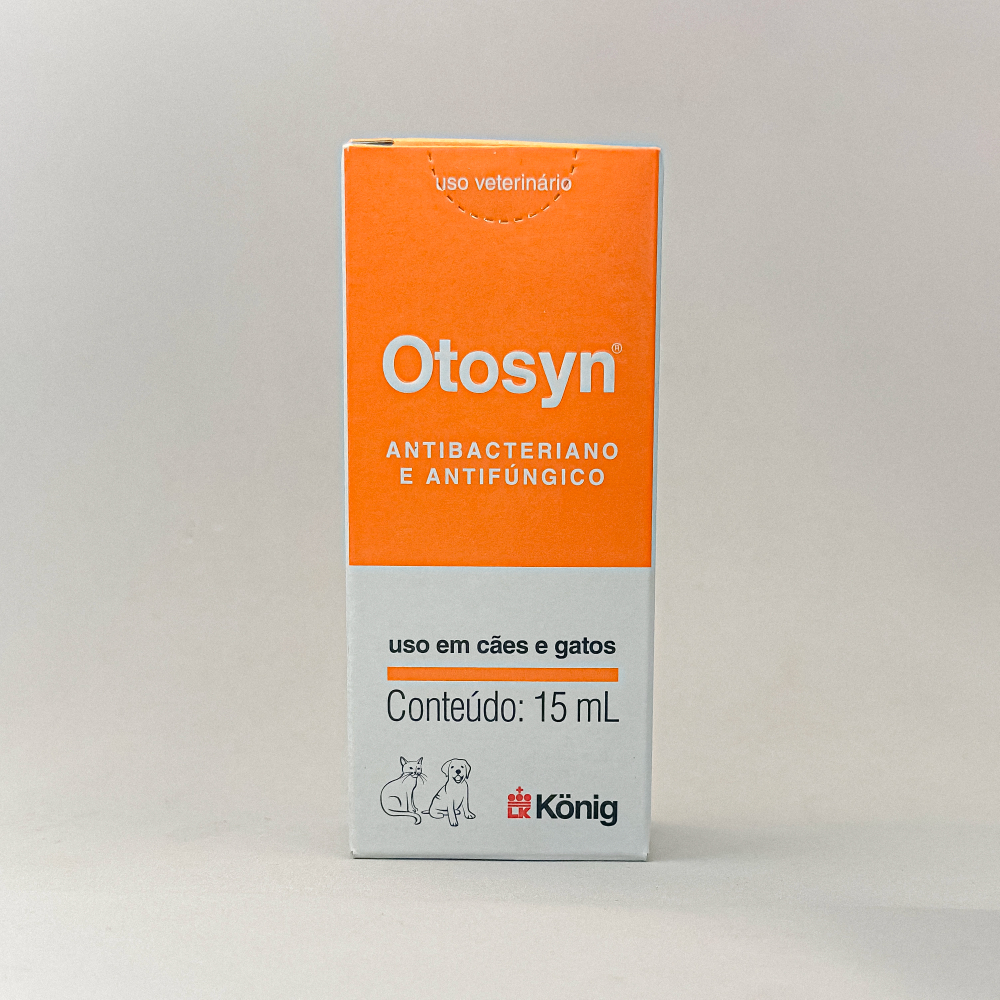 uso veterinário
Otosyn®
ANTIBACTERIANO
E ANTIFÚNGICO
uso em cães e gatos
Conteúdo: 15 mL
LK König